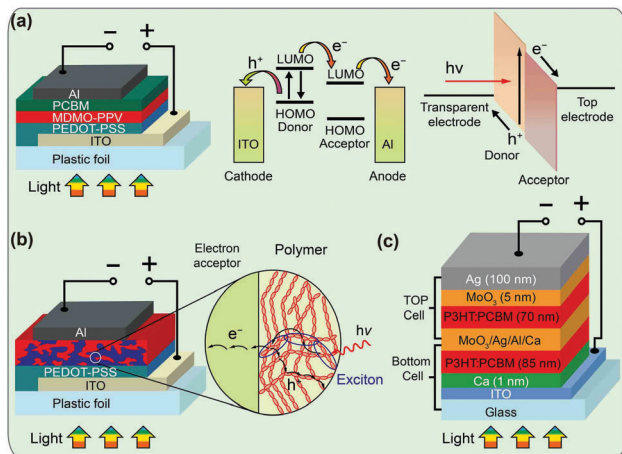 (a)
− +
Al
PCBM
MDMO-PPV
PEDOT-PSS
ITO
Plastic foil
Light
h+
LUMO
e−
LUMO
e−
HOMO
Donor
HOMO
Acceptor
ITO
Al
Cathode
Anode
hν
e−
Transparent
electrode
Top
electrode
h+
Donor
Acceptor
(b)
− +
Al
PEDOT-PSS
ITO
Plastic foil
Light
Electron
acceptor
Polymer
e−
hν
h+
Exciton
(c)
− +
Ag (100 nm)
MoO3 (5 nm)
P3HT:PCBM (70 nm)
MoO3/Ag/Al/Ca
P3HT:PCBM (85 nm)
Ca (1 nm)
ITO
Glass
TOP
Cell
Bottom
Cell
Light